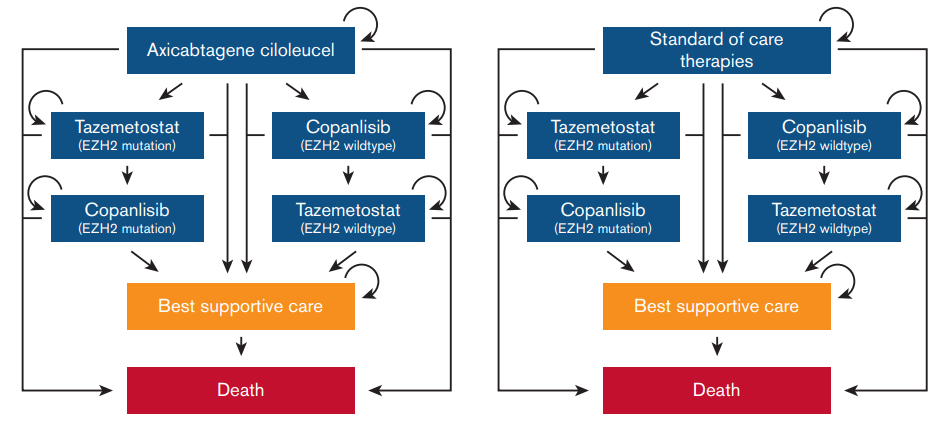 Axicabtagene ciloleucel
Tazemetostat
(EZH2 mutation)
Copanlisib
(EZH2 wildtype)
Copanlisib
(EZH2 mutation)
Tazemetostat
(EZH2 wildtype)
Best supportive care
Death
Standard of care
therapies
Tazemetostat
(EZH2 mutation)
Copanlisib
(EZH2 wildtype)
Copanlisib
(EZH2 mutation)
Tazemetostat
(EZH2 wildtype)
Best supportive care
Death